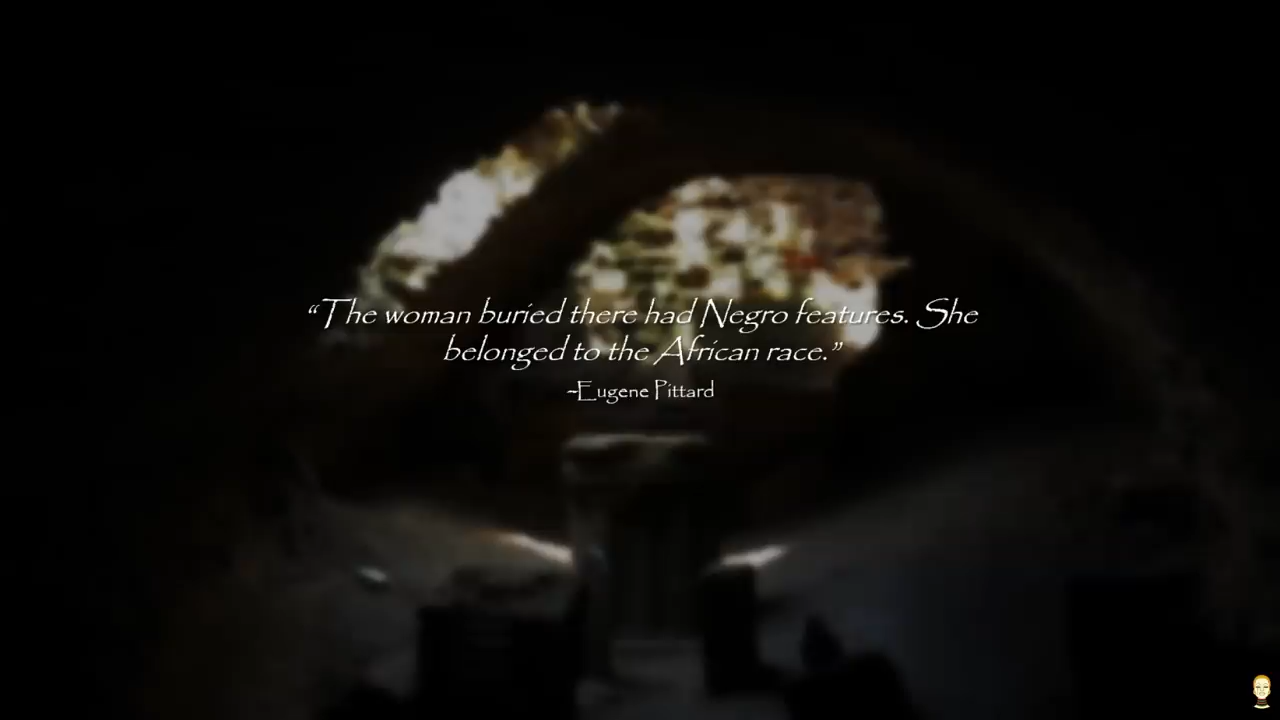 “The woman buried there had Negro features. She
belonged to the African race.”
~Eugene Pittard